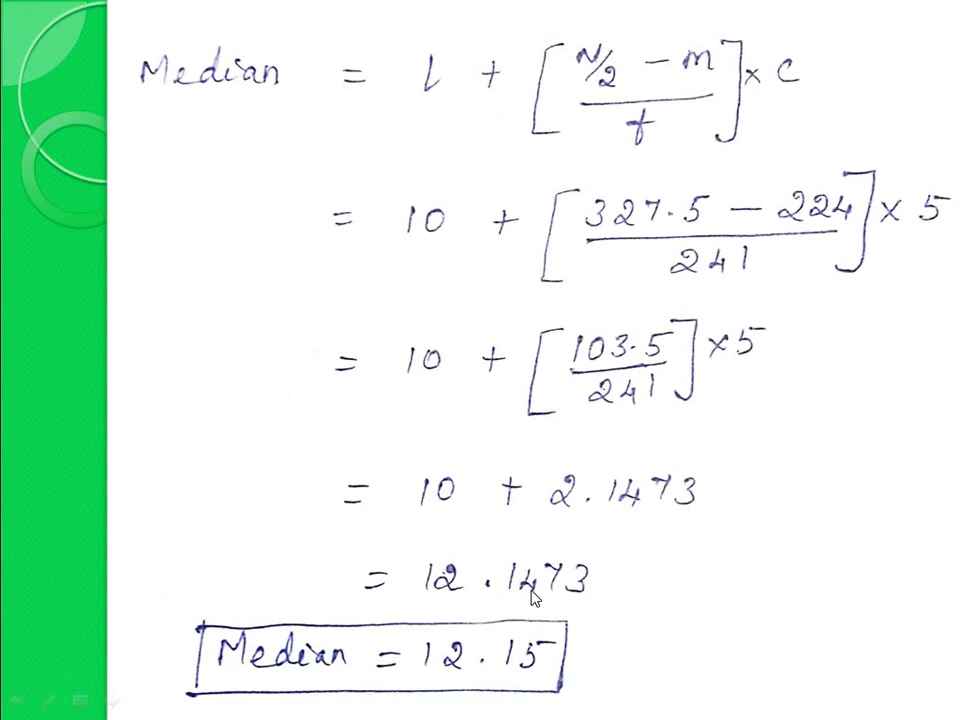 Median = l + [N/2 - m / f] × c
= 10 + [327.5 - 224 / 241] × 5
= 10 + [103.5 / 241] × 5
= 10 + 2.1473
= 12.1473
Median = 12.15